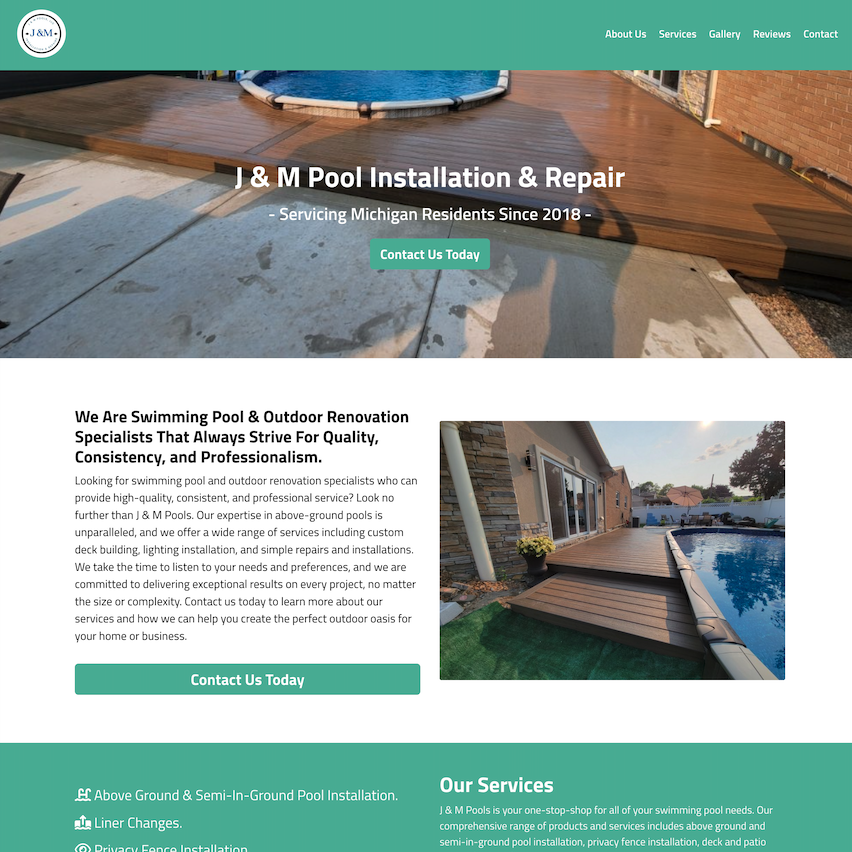 J & M
About Us Services Gallery Reviews Contact
J & M Pool Installation & Repair
- Servicing Michigan Residents Since 2018 -
Contact Us Today
We Are Swimming Pool & Outdoor Renovation
Specialists That Always Strive For Quality,
Consistency, and Professionalism.
Looking for swimming pool and outdoor renovation specialists who can
provide high-quality, consistent, and professional service? Look no
further than J & M Pools. Our expertise in above-ground pools is
unparalleled, and we offer a wide range of services including custom
deck building, lighting installation, and simple repairs and installations.
We take the time to listen to your needs and preferences, and we are
committed to delivering exceptional results on every project, no matter
the size or complexity. Contact us today to learn more about our
services and how we can help you create the perfect outdoor oasis for
your home or business.
Contact Us Today
Above Ground & Semi-In-Ground Pool Installation.
Liner Changes.
Privacy Fence Installation
Our Services
J & M Pools is your one-stop-shop for all of your swimming pool needs. Our
comprehensive range of products and services includes above ground and
semi-in-ground pool installation, privacy fence installation, deck and patio